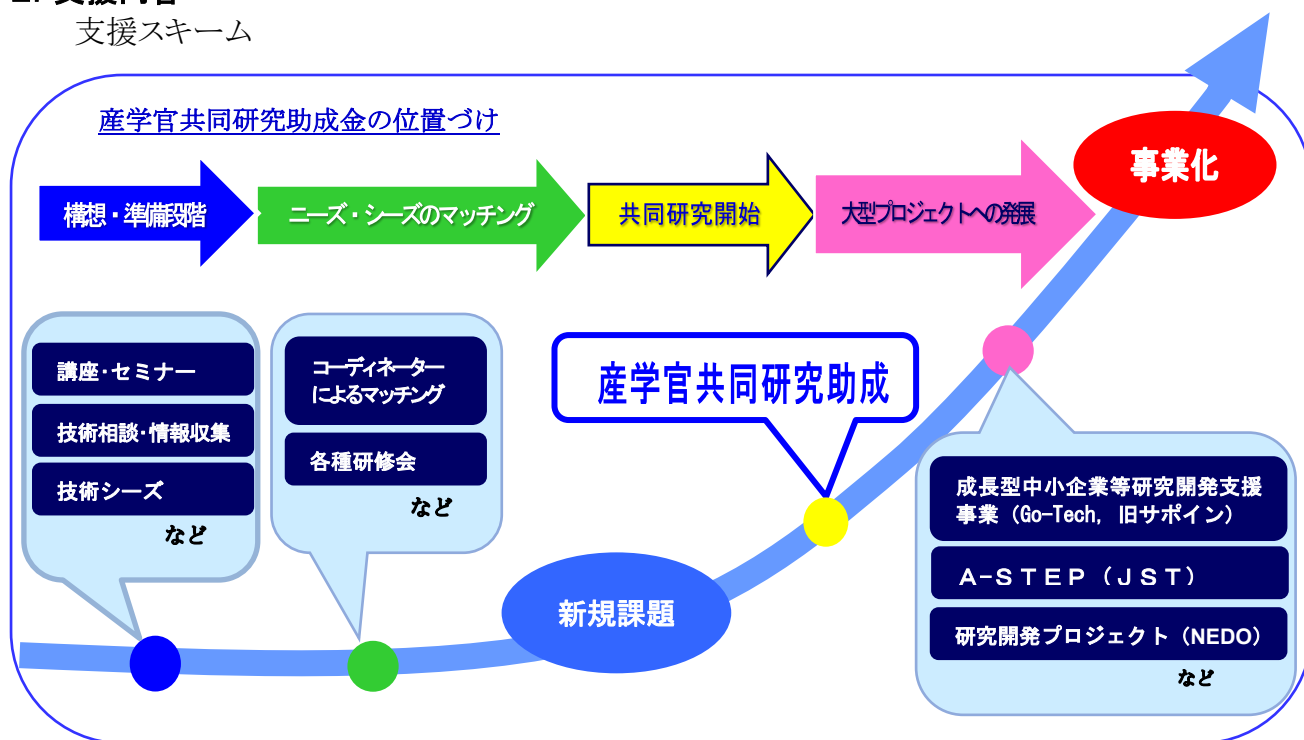 支援スキーム
産学官共同研究助成金の位置づけ
構想・準備段階
ニーズ・シーズのマッチング
共同研究開始
大型プロジェクトへの発展
事業化
講座・セミナー
技術相談・情報収集
技術シーズ
など
コーディネーター
によるマッチング
各種研修会
など
産学官共同研究助成
新規課題
成長型中小企業等研究開発支援
事業（Go-Tech, 旧サポイン）
A－ＳＴＥＰ（ＪＳＴ）
研究開発プロジェクト（NEDO）
など